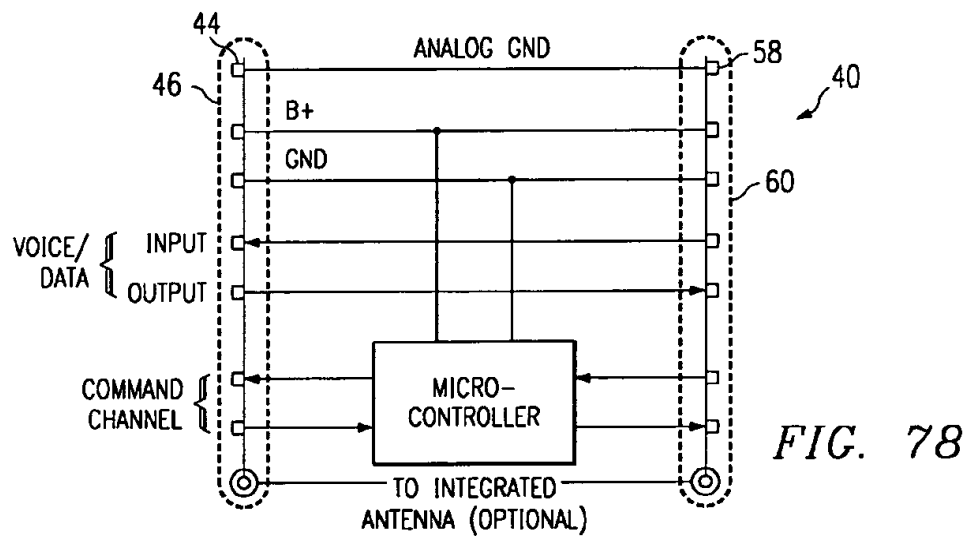 44
ANALOG GND
58
46
40
B+
GND
60
VOICE/
DATA
INPUT
OUTPUT
COMMAND
CHANNEL
MICRO-
CONTROLLER
FIG. 78
TO INTEGRATED
ANTENNA (OPTIONAL)